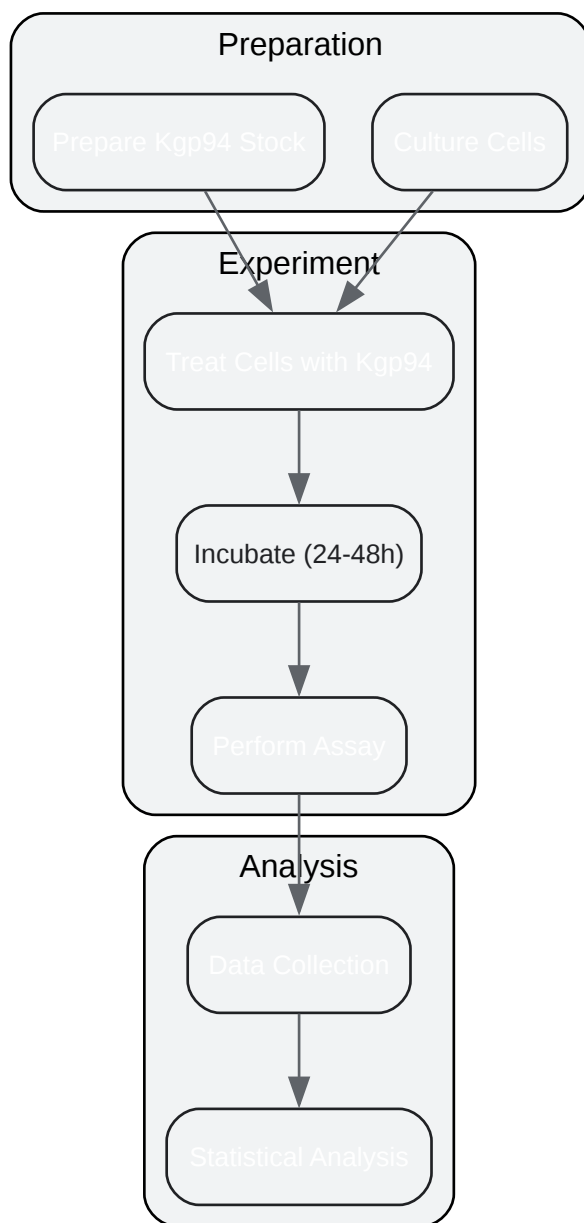 Preparation
Prepare Kgp94 Stock
Culture Cells
Experiment
Treat Cells with Kgp94
Incubate (24-48h)
Perform Assay
Analysis
Data Collection
Statistical Analysis